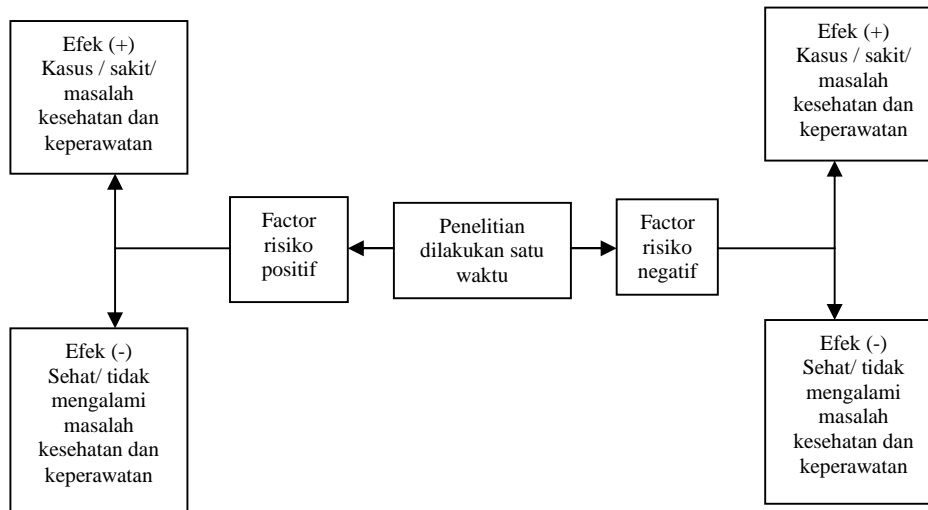 Efek (+)
Kasus / sakit/
masalah
kesehatan dan
keperawatan
Efek (+)
Kasus / sakit/
masalah
kesehatan dan
keperawatan
Factor
risiko
positif
Penelitian
dilakukan satu
waktu
Factor
risiko
negatif
Efek (-)
Sehat/ tidak
mengalami
masalah
kesehatan dan
keperawatan
Efek (-)
Sehat/ tidak
mengalami
masalah
kesehatan dan
keperawatan